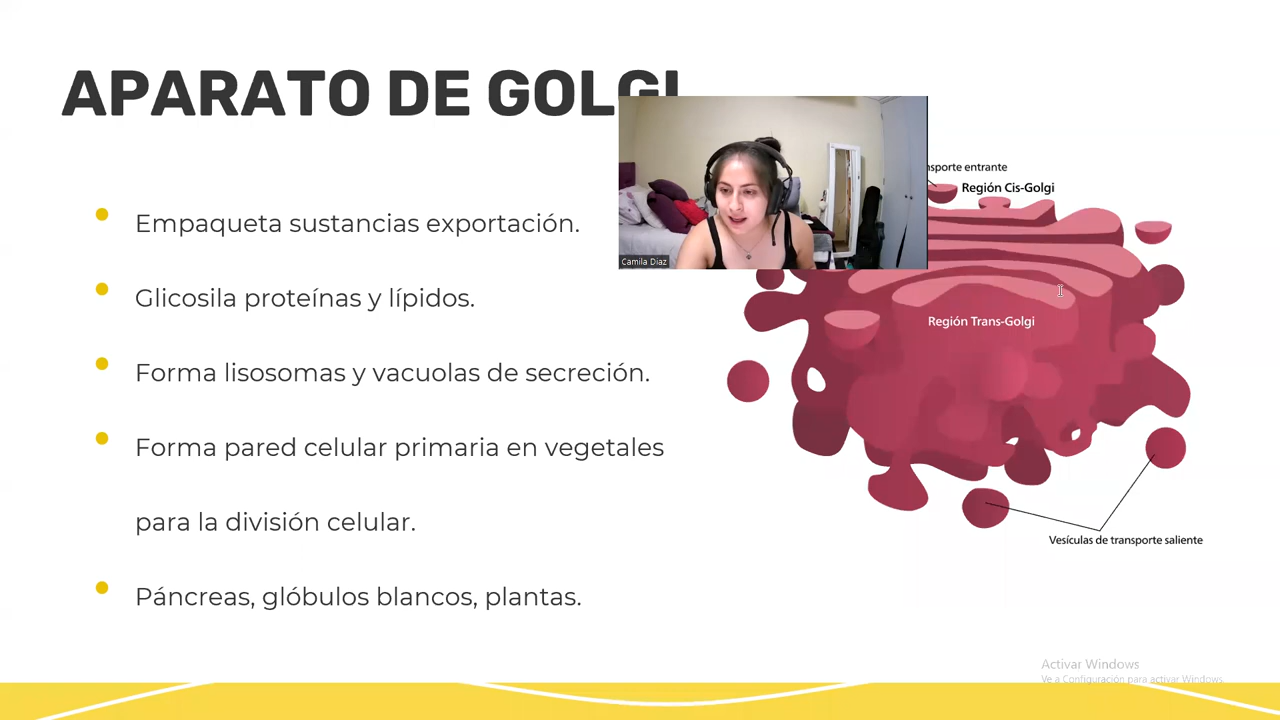 APARATO DE GOLGI
Empaqueta sustancias exportación.
Glicosila proteínas y lípidos.
Forma lisosomas y vacuolas de secreción.
Forma pared celular primaria en vegetales
para la división celular.
Páncreas, glóbulos blancos, plantas.
Camila Díaz
entrante
Región Cis-Golgi
Región Trans-Golgi
Vesículas de transporte saliente
Activar Windows
Ve a Configuración para activar Windows.